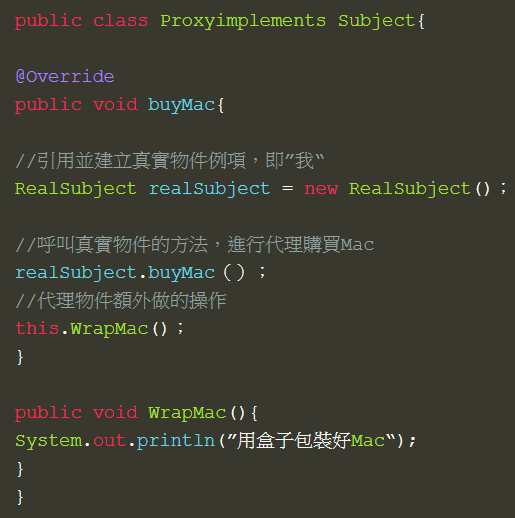 public class Proxyimplements Subject{
@Override
public void buyMac{
//引用並建立真實物件例項，即”我“
RealSubject realSubject = new RealSubject()；
//呼叫真實物件的方法，進行代理購買Mac
realSubject.buyMac（）；
//代理物件額外做的操作
this.WrapMac()；
}
public void WrapMac(){
System.out.println(”用盒子包裝好Mac“);
}
}